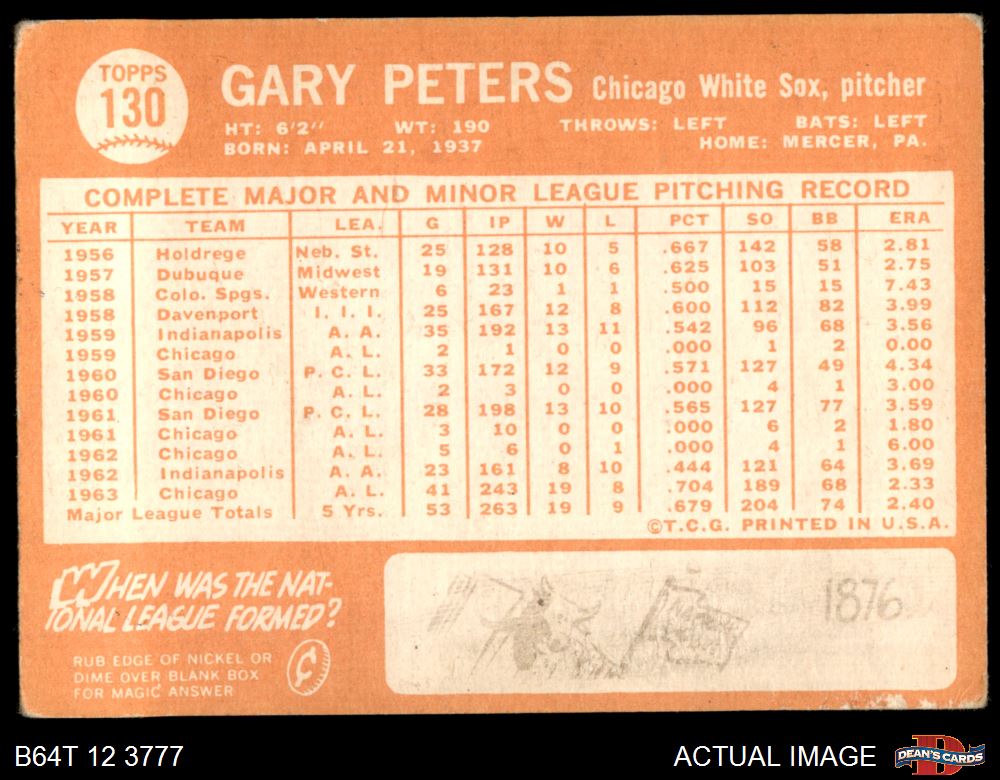 TOPPS
130
GARY PETERS Chicago White Sox, pitcher
HT: 6'2" WT: 190 THROWS: LEFT BATS: LEFT
BORN: APRIL 21, 1937 HOME: MERCER, PA.
COMPLETE MAJOR AND MINOR LEAGUE PITCHING RECORD
YEAR TEAM LEA. G IP W L PCT SO BB ERA
1956 Holdrege Neb. St. 25 128 10 5 .667 142 58 2.81
1957 Dubuque Midwest 19 131 10 6 .625 103 51 2.75
1958 Colo. Spgs. Western 6 23 1 1 .500 15 15 7.43
1958 Davenport I. I. I. 25 167 12 8 .600 112 82 3.99
1959 Indianapolis A. A. 35 192 13 11 .542 96 68 3.56
1959 Chicago A. L. 2 1 0 0 .000 1 2 0.00
1960 San Diego P. C. L. 33 172 12 9 .571 127 49 4.34
1960 Chicago A. L. 2 3 0 0 .000 4 1 3.00
1961 San Diego P. C. L. 28 198 13 10 .565 127 77 3.59
1961 Chicago A. L. 3 10 0 0 .000 6 2 1.80
1962 Chicago A. L. 5 6 0 1 .000 4 1 6.00
1962 Indianapolis A. A. 23 161 8 10 .444 121 64 3.69
1963 Chicago A. L. 41 243 19 8 .704 189 68 2.33
Major League Totals 5 Yrs. 53 263 19 9 .679 204 74 2.40
©T.C.G. PRINTED IN U.S.A.
WHEN WAS THE NAT-
IONAL LEAGUE FORMED?
RUB EDGE OF NICKEL OR
DIME OVER BLANK BOX
FOR MAGIC ANSWER
¢
1876
B64T 12 3777
ACTUAL IMAGE
D
DEAN'S CARDS